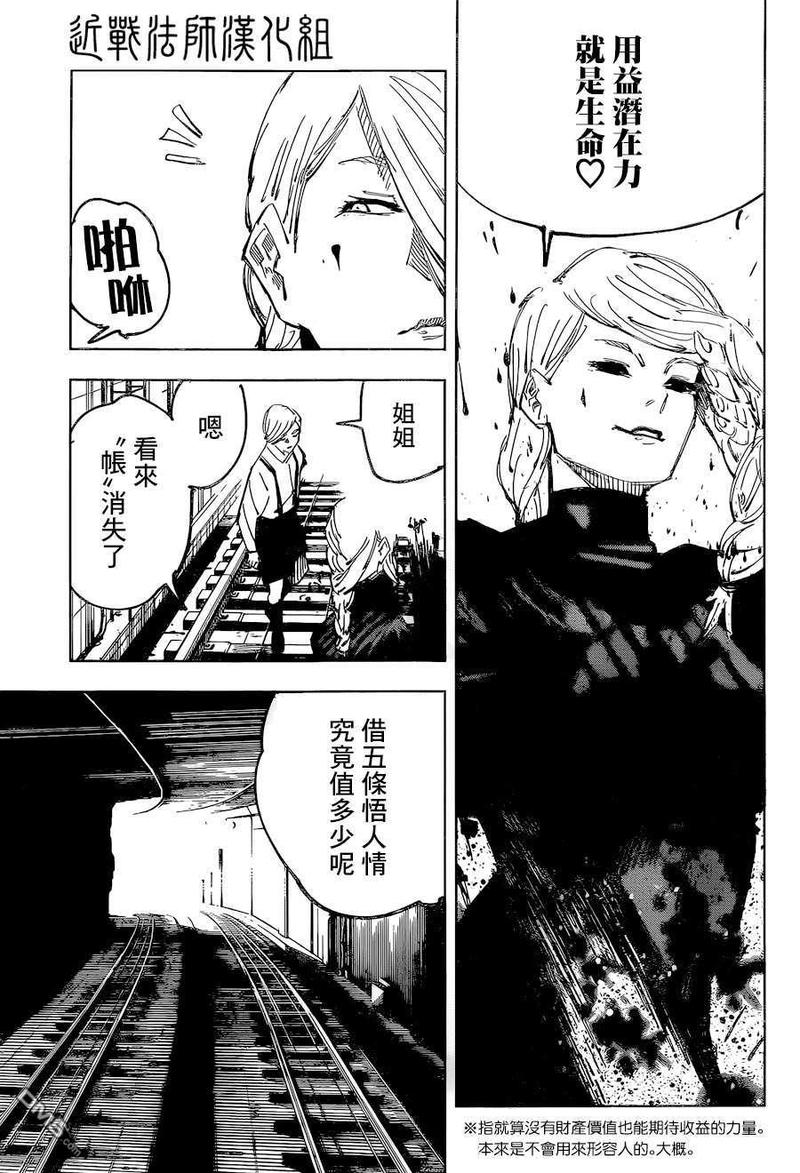 近戰法師漢化組
用益潛在力
就是生命♡
啪
咻
姐姐
嗯
看來
〝帳〞消失了
借五條悟人情
究竟值多少呢
※指就算沒有財產價值也能期待收益的力量。
本來是不會用來形容人的。大概。
DMS.COM